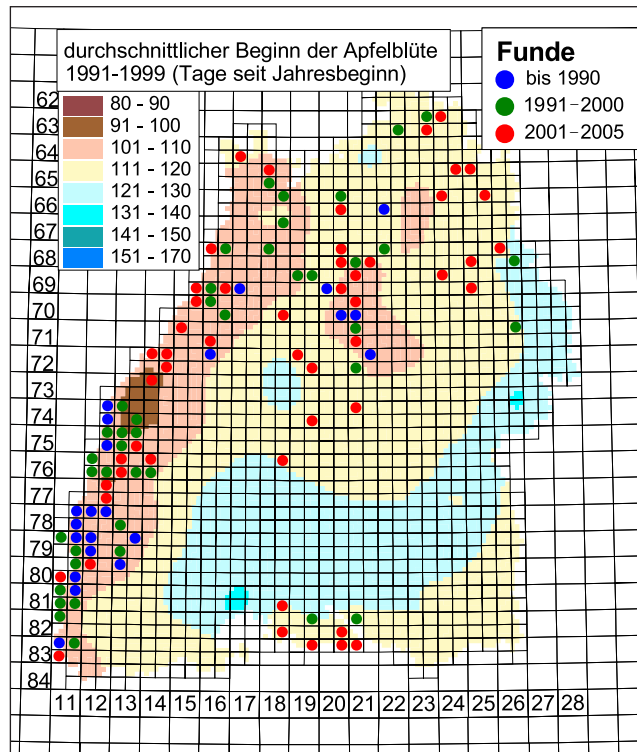 durchschnittlicher Beginn der Apfelblüte
1991-1999 (Tage seit Jahresbeginn)
80 - 90
91 - 100
101 - 110
111 - 120
121 - 130
131 - 140
141 - 150
151 - 170
Funde
bis 1990
1991-2000
2001-2005
62
63
64
65
66
67
68
69
70
71
72
73
74
75
76
77
78
79
80
81
82
83
84
11 12 13 14 15 16 17 18 19 20 21 22 23 24 25 26 27 28